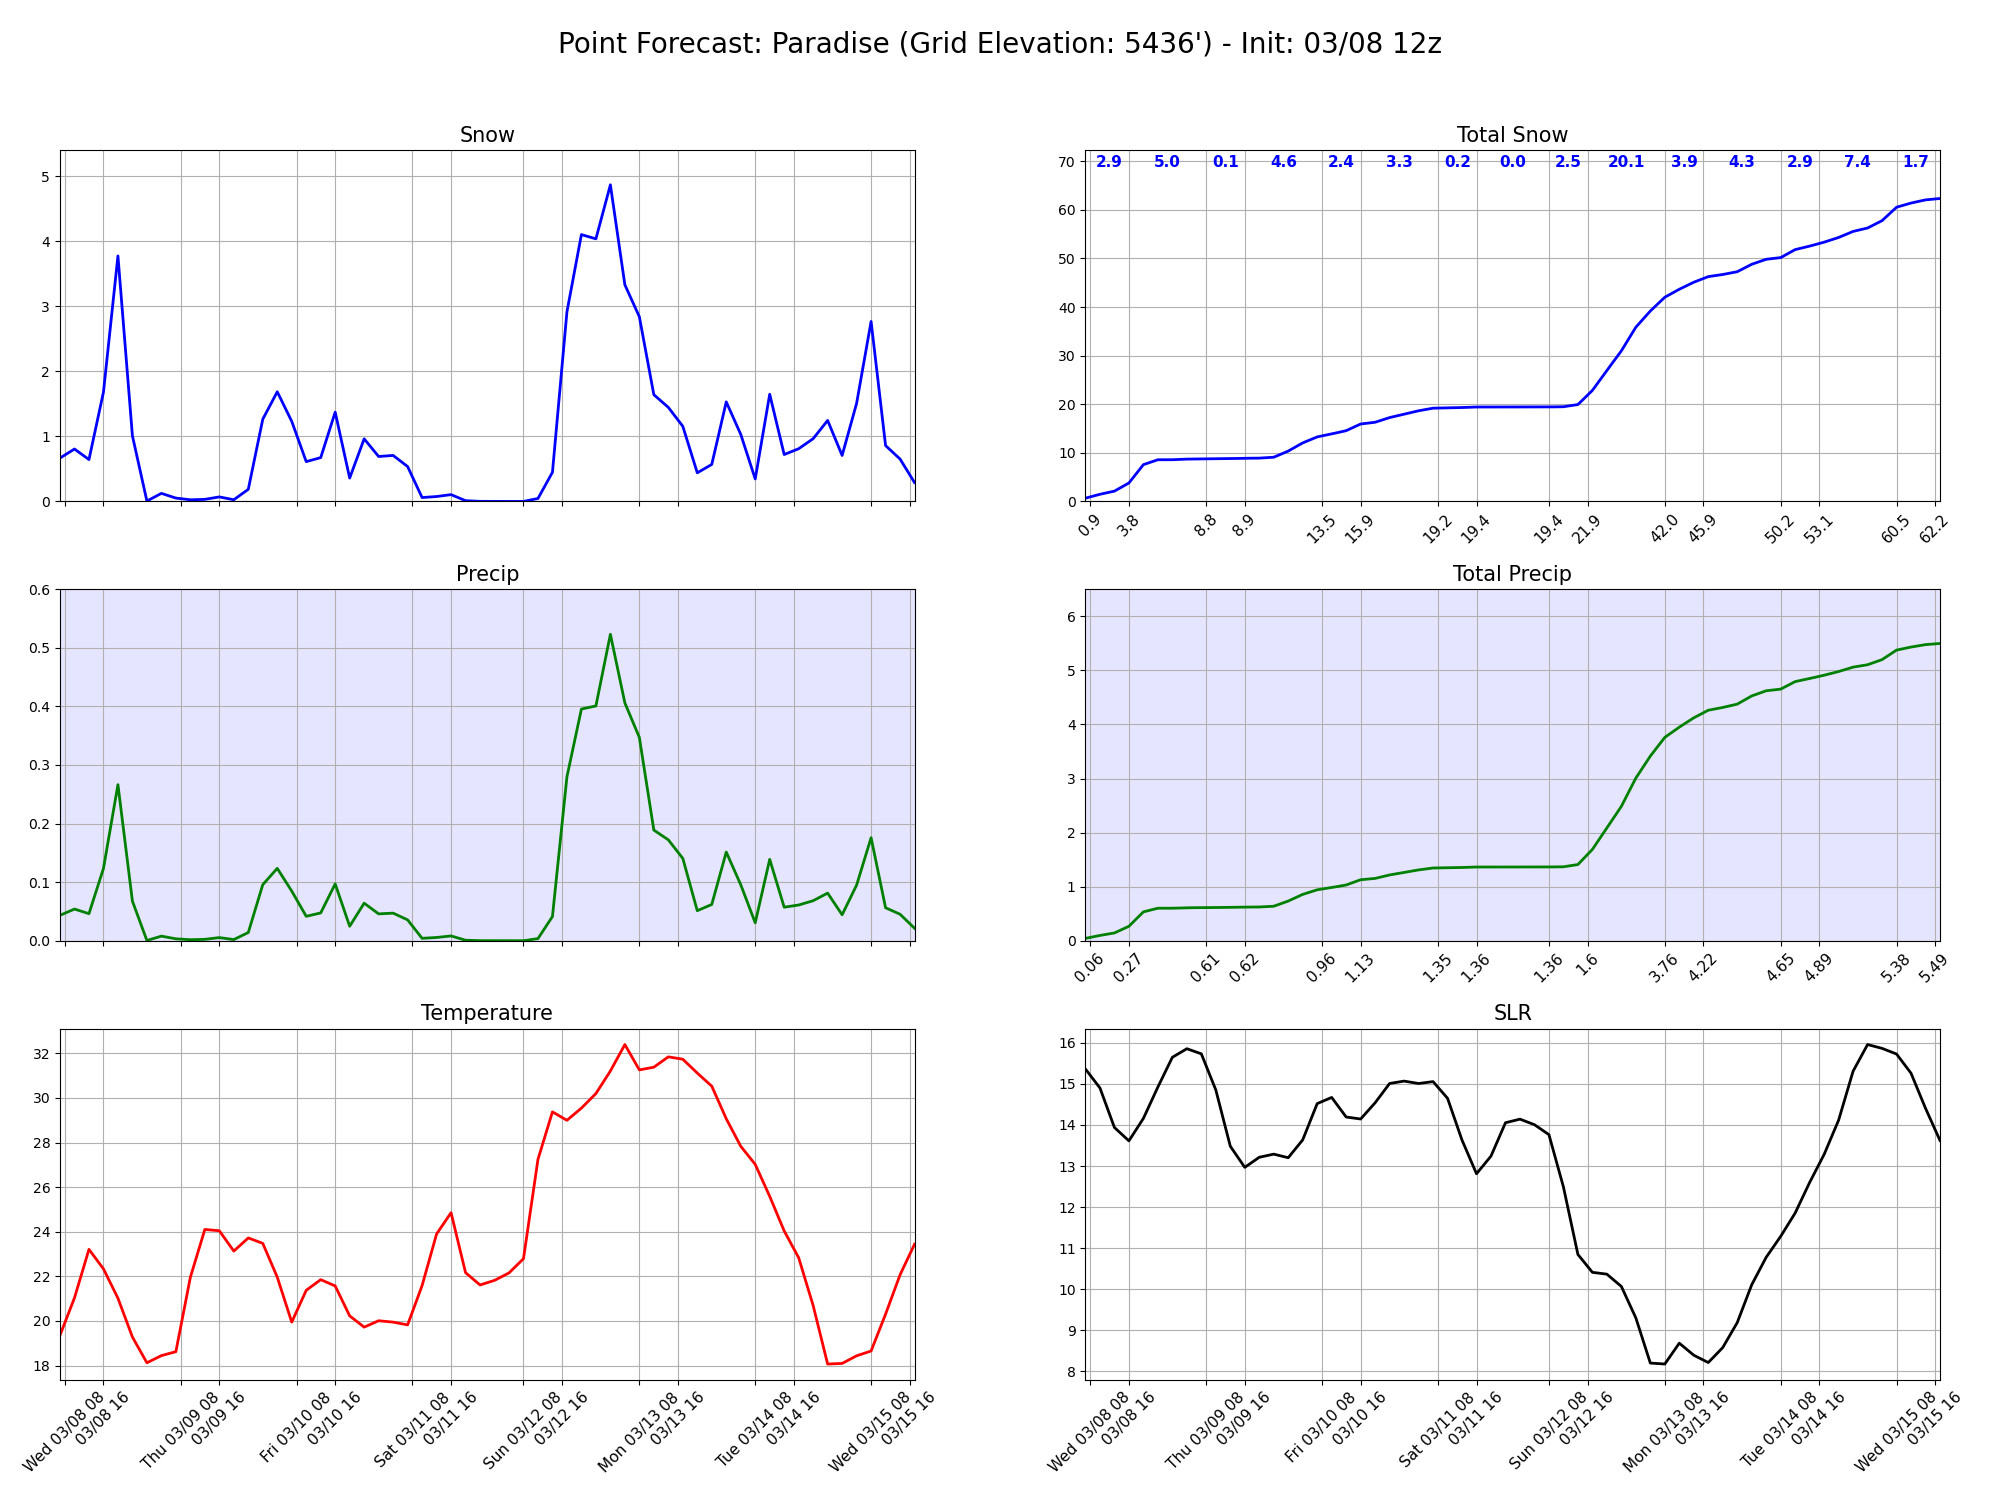 Point Forecast: Paradise (Grid Elevation: 5436') - Init: 03/08 12z
Snow
5
4
3
2
1
0
Total Snow
2.9 5.0 0.1 4.6 2.4 3.3 0.2 0.0 2.5 20.1 3.9 4.3 2.9 7.4 1.7
70
60
50
40
30
20
10
0
0.9 3.8 8.8 8.9 13.5 15.9 19.2 19.4 19.4 21.9 42.0 45.9 50.2 53.1 60.5 62.2
Precip
0.6
0.5
0.4
0.3
0.2
0.1
0.0
Total Precip
6
5
4
3
2
1
0
0.06 0.27 0.61 0.62 0.96 1.13 1.35 1.36 1.36 1.6 3.76 4.22 4.65 4.89 5.38 5.49
Temperature
32
30
28
26
24
22
20
18
Wed 03/08 08
03/08 16
Thu 03/09 08
03/09 16
Fri 03/10 08
03/10 16
Sat 03/11 08
03/11 16
Sun 03/12 08
03/12 16
Mon 03/13 08
03/13 16
Tue 03/14 08
03/14 16
Wed 03/15 08
03/15 16
SLR
16
15
14
13
12
11
10
9
8
Wed 03/08 08
03/08 16
Thu 03/09 08
03/09 16
Fri 03/10 08
03/10 16
Sat 03/11 08
03/11 16
Sun 03/12 08
03/12 16
Mon 03/13 08
03/13 16
Tue 03/14 08
03/14 16
Wed 03/15 08
03/15 16